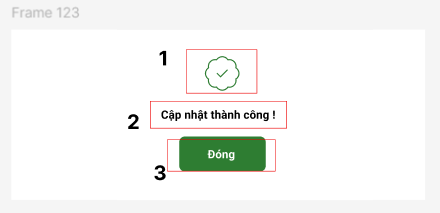 Frame 123
1
2
Cập nhật thành công !
Đóng
3